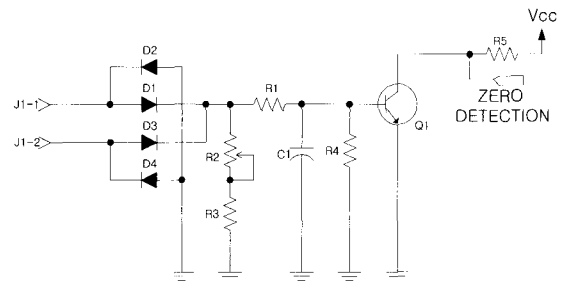 Vcc
R5
D2
D1
J1-1
R1
ZERO
DETECTION
Q1
D3
J1-2
R2
C1
R4
D4
R3